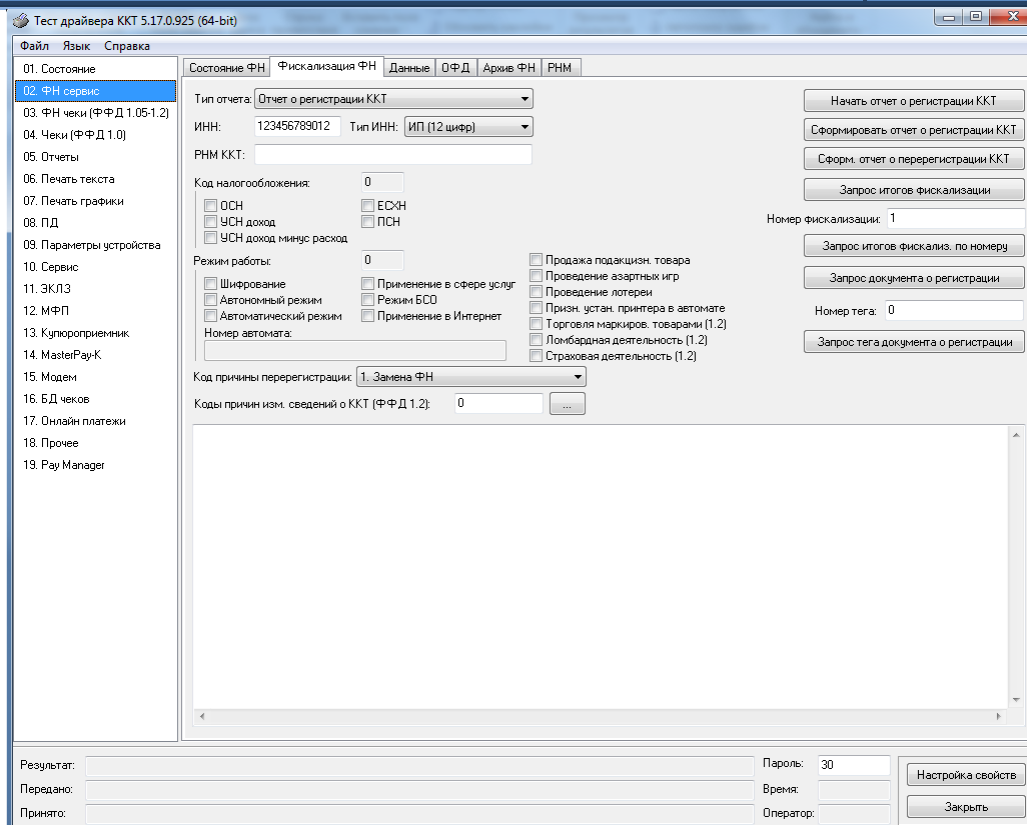 Тест драйвера ККТ 5.17.0.925 (64-bit)
Файл Язык Справка
01. Состояние
02. ФН сервис
03. ФН чеки (ФФД 1.05-1.2)
04. Чеки (ФФД 1.0)
05. Отчеты
06. Печать текста
07. Печать графики
08. ПД
09. Параметры устройства
10. Сервис
11. ЭКЛЗ
12. МФП
13. Купюроприемник
14. MasterPay-K
15. Модем
16. БД чеков
17. Онлайн платежи
18. Прочее
19. Pay Manager
Состояние ФН Фискализация ФН Данные ОФД Архив ФН РНМ
Тип отчета: Отчет о регистрации ККТ
ИНН: 123456789012 Тип ИНН: ИП (12 цифр)
РНМ ККТ:
Код налогообложения: 0
ОСН ЕСХН
УСН доход ПСН
УСН доход минус расход
Режим работы: 0
Шифрование Применение в сфере услуг
Автономный режим Режим БСО
Автоматический режим Применение в Интернет
Номер автомата:
Продажа подакцизн. товара
Проведение азартных игр
Проведение лотереи
Призн. устан. принтера в автомате
Торговля маркиров. товарами (1.2)
Ломбардная деятельность (1.2)
Страховая деятельность (1.2)
Код причины перерегистрации: 1. Замена ФН
Коды причин изм. сведений о ККТ (ФФД 1.2): 0 ...
Начать отчет о регистрации ККТ
Сформировать отчет о регистрации ККТ
Сформ. отчет о перерегистрации ККТ
Запрос итогов фискализации
Номер фискализации: 1
Запрос итогов фискализ. по номеру
Запрос документа о регистрации
Номер тега: 0
Запрос тега документа о регистрации
Результат:
Передано:
Принято:
Пароль: 30
Время:
Оператор:
Настройка свойств
Закрыть